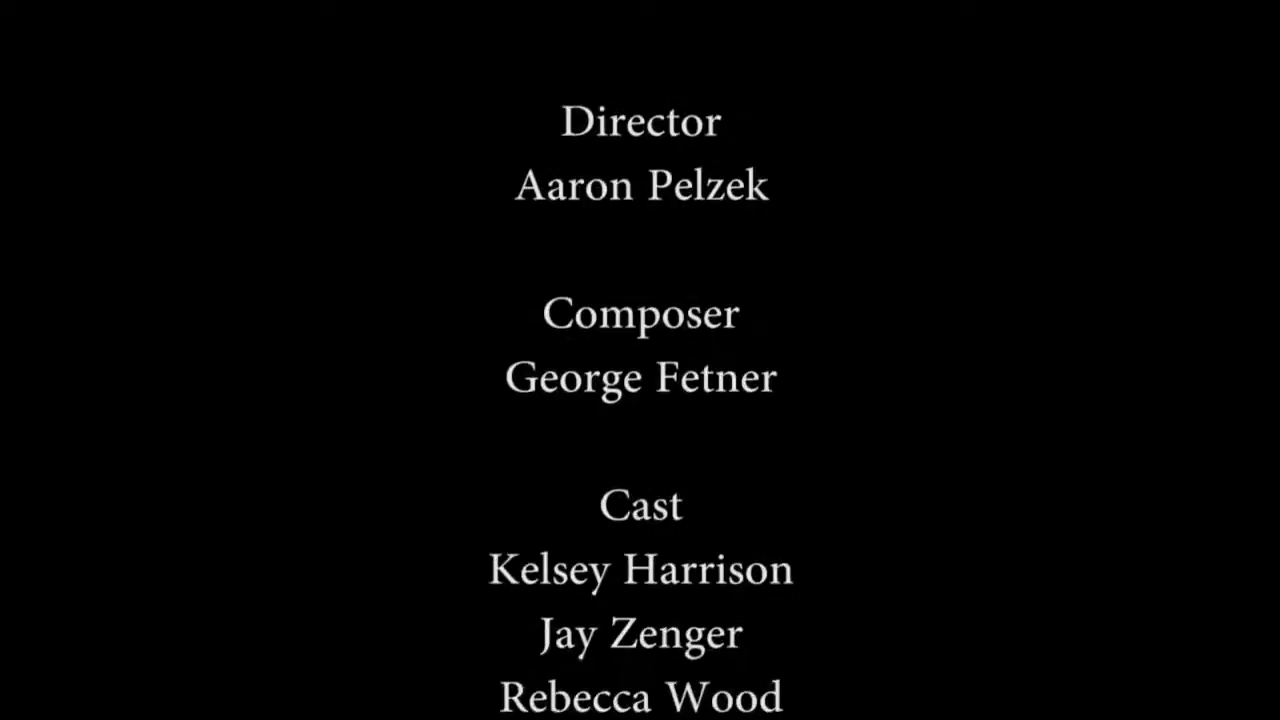 Director
Aaron Pelzek
Composer
George Fetner
Cast
Kelsey Harrison
Jay Zenger
Rebecca Wood